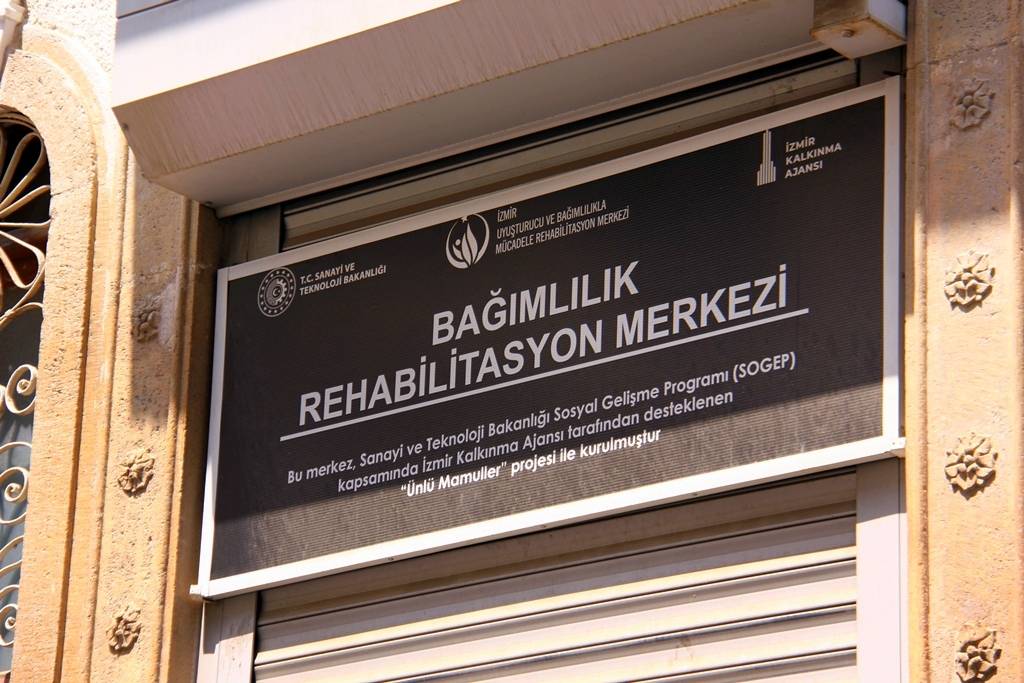 T.C. SANAYİ VE
TEKNOLOJİ BAKANLIĞI
İZMİR
UYUŞTURUCU VE BAĞIMLILIKLA
MÜCADELE REHABİLİTASYON MERKEZİ
İZMİR
KALKINMA
AJANSI
BAĞIMLILIK
REHABİLİTASYON MERKEZİ
Bu merkez, Sanayi ve Teknoloji Bakanlığı Sosyal Gelişme Programı (SOGEP)
kapsamında İzmir Kalkınma Ajansı tarafından desteklenen
“Ünlü Mamuller” projesi ile kurulmuştur